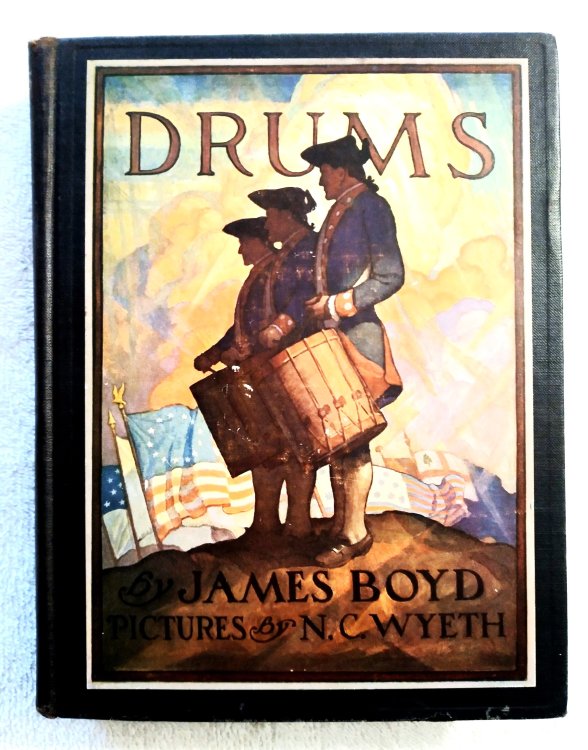 DRUMS
by JAMES BOYD
PICTURES by N.C. WYETH